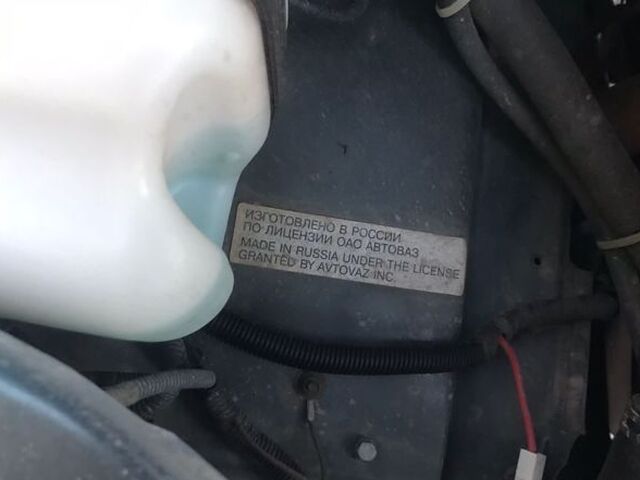 ИЗГОТОВЛЕНО В РОССИИ
ПО ЛИЦЕНЗИИ ОАО АВТОВАЗ
MADE IN RUSSIA UNDER THE LICENSE
GRANTED BY AVTOVAZ INC.